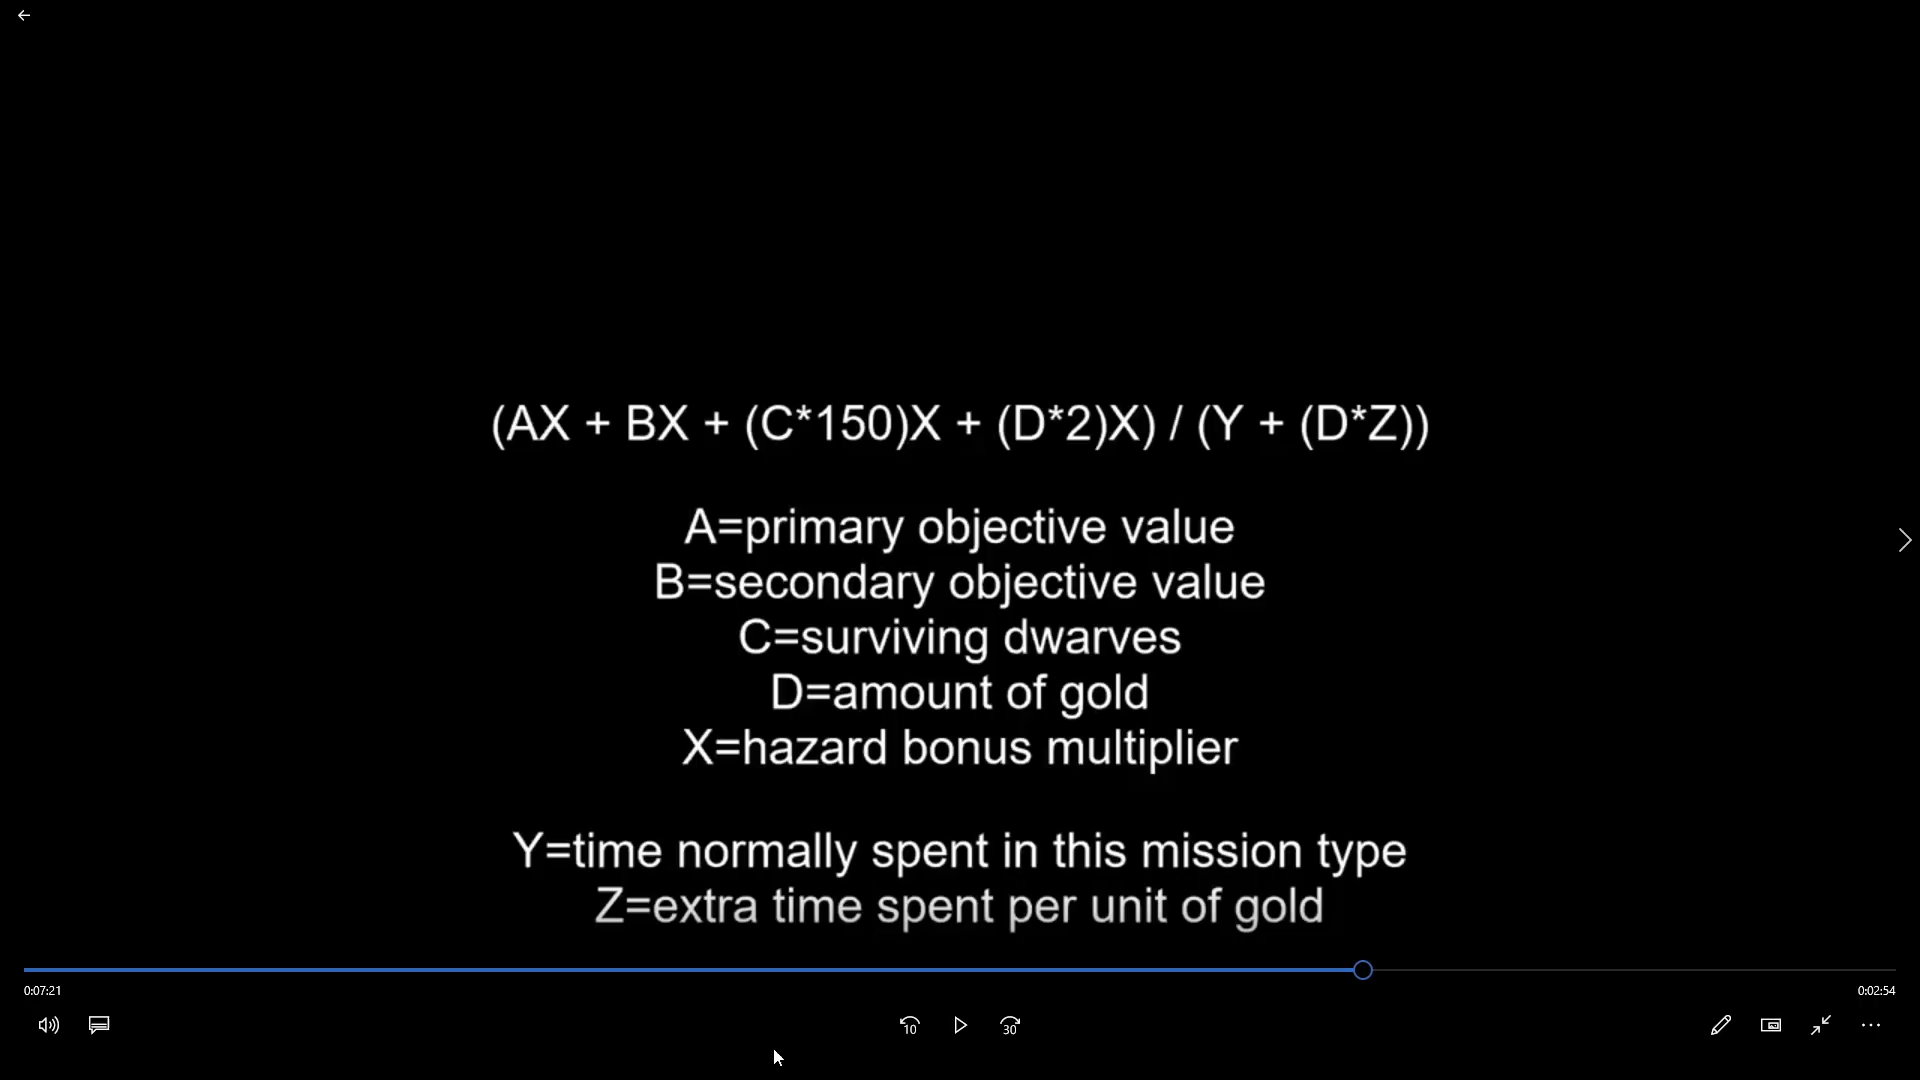 (AX + BX + (C*150)X + (D*2)X) / (Y + (D*Z))
A=primary objective value
B=secondary objective value
C=surviving dwarves
D=amount of gold
X=hazard bonus multiplier
Y=time normally spent in this mission type
Z=extra time spent per unit of gold
0:07:21
0:02:54
10
30